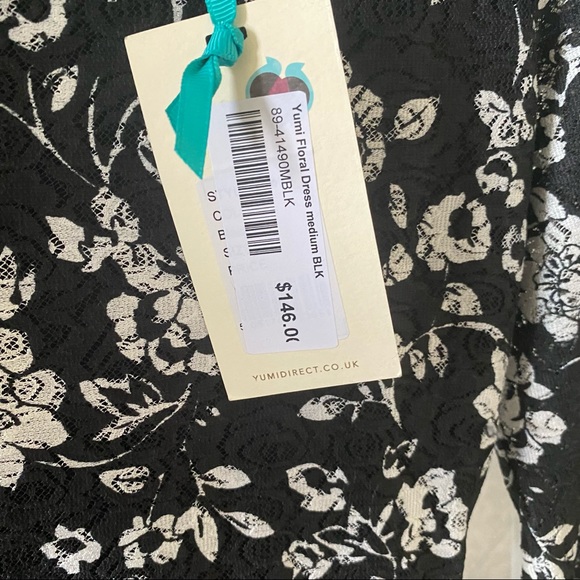 Yumi Floral Dress medium BLK
89-41490MBLK
$146.0
YUMIDIRECT.CO.UK